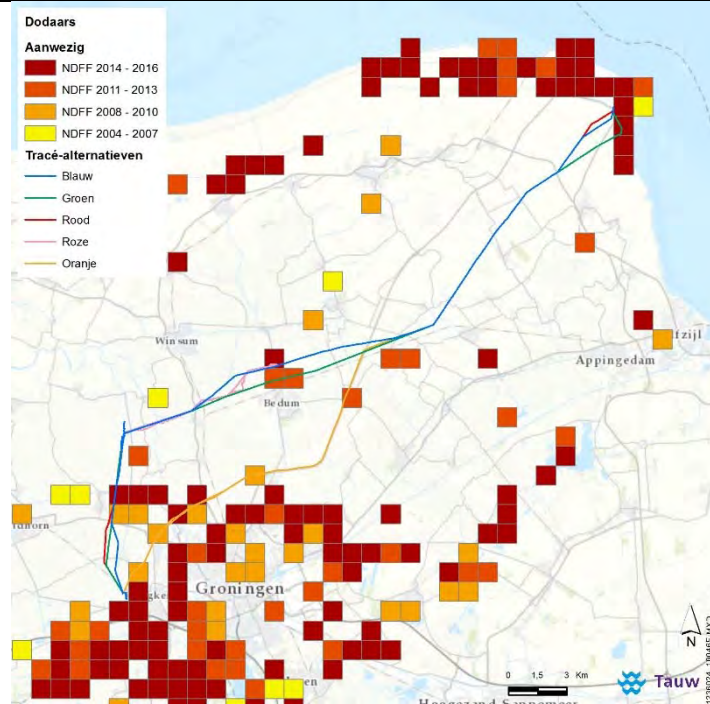 Dodaars
Aanwezig
NDFF 2014 - 2016
NDFF 2011 - 2013
NDFF 2008 - 2010
NDFF 2004 - 2007
Tracé-alternatieven
Blauw
Groen
Rood
Roze
Oranje
Winsum
Bedum
fzijl
Appingedam
Groningen
N
0 1,5 3 Km
Tauw